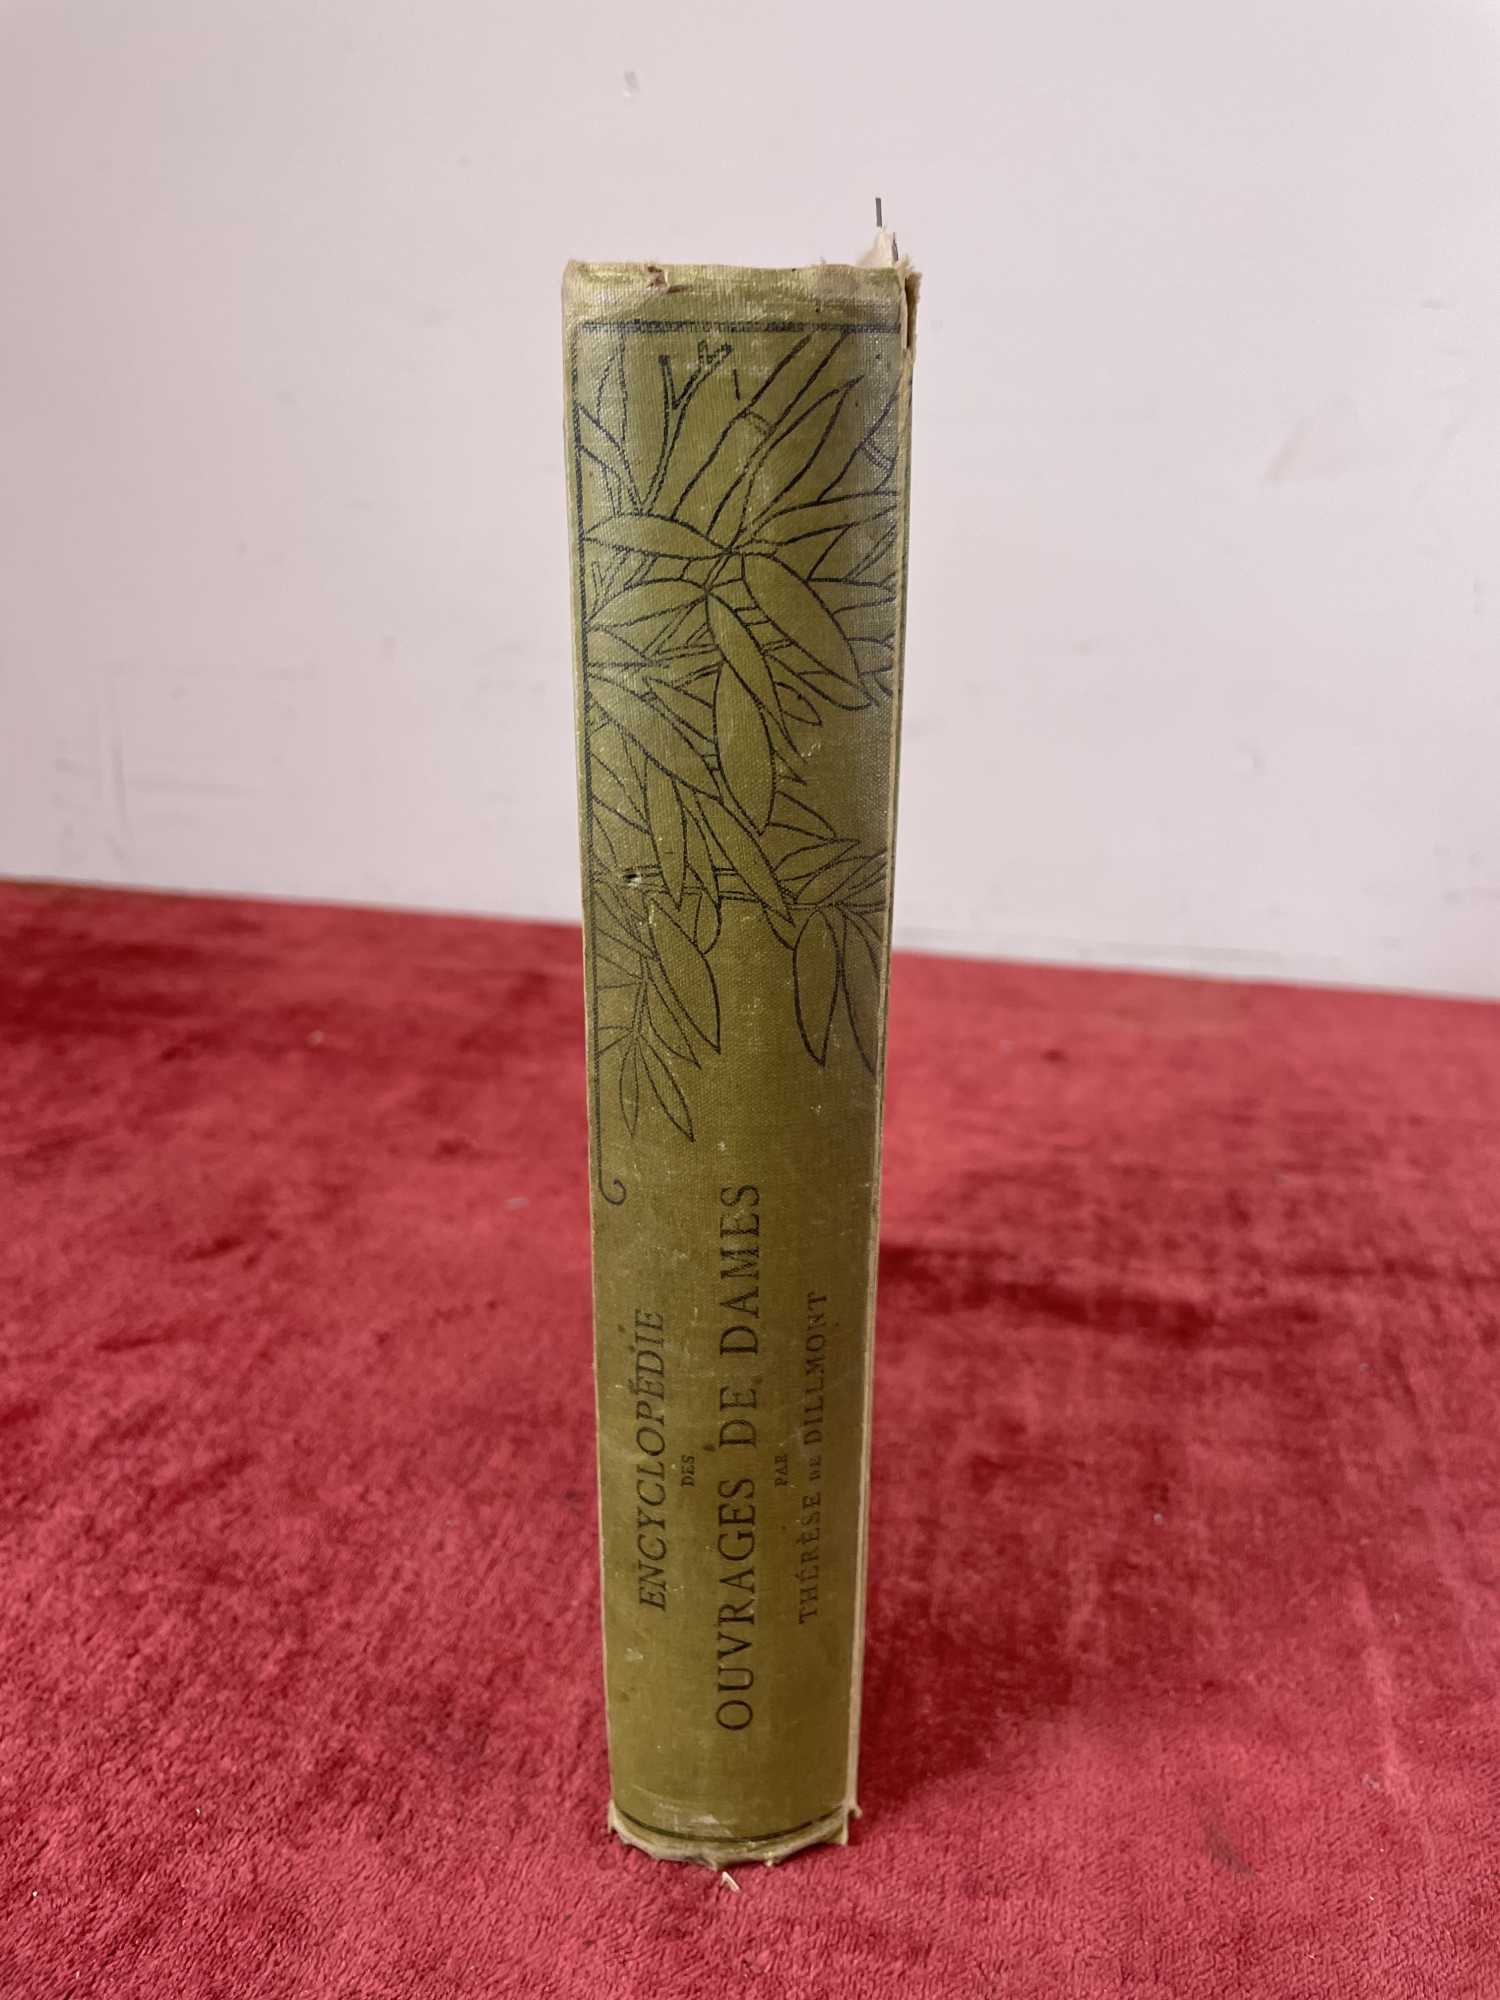 ENCYCLOPÉDIE
DES
OUVRAGES DE DAMES
PAR
THÉRÈSE DE DILLMONT